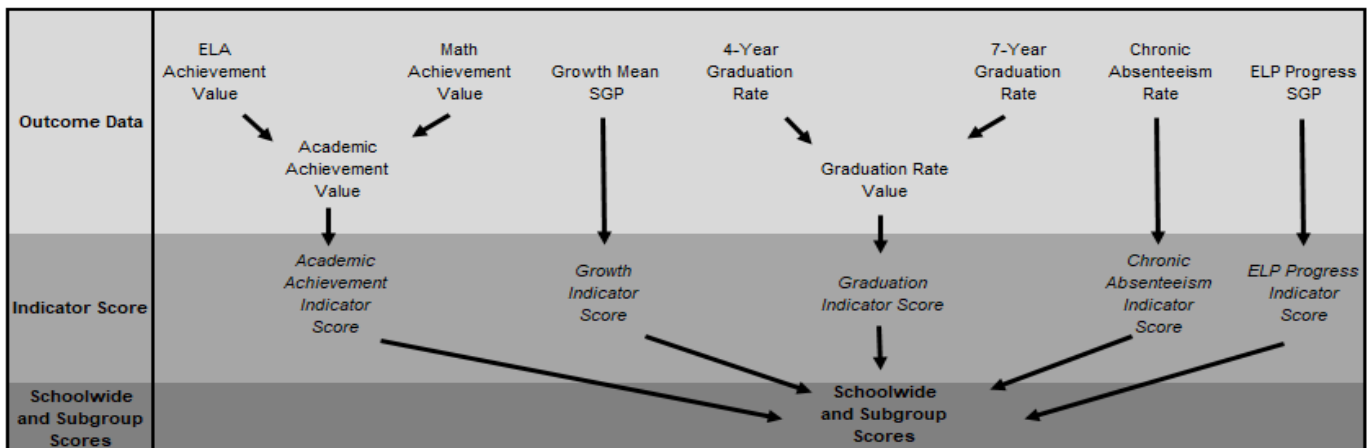 Outcome Data
ELA
Achievement
Value
Math
Achievement
Value
Growth Mean
SGP
4-Year
Graduation
Rate
7-Year
Graduation
Rate
Chronic
Absenteeism
Rate
ELP Progress
SGP
Academic
Achievement
Value
Graduation Rate
Value
Indicator Score
Academic
Achievement
Indicator
Score
Growth
Indicator
Score
Graduation
Indicator Score
Chronic
Absenteeism
Indicator
Score
ELP Progress
Indicator
Score
Schoolwide
and Subgroup
Scores
Schoolwide
and Subgroup
Scores